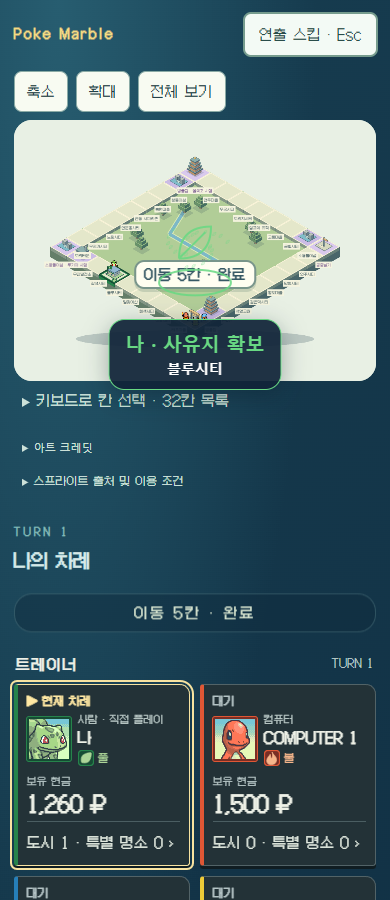 Poke Marble
연출 스킵 · Esc
축소
확대
전체 보기
이동 5칸 · 완료
나 · 사유지 확보
블루시티
▶ 키보드로 칸 선택 · 32칸 목록
▶ 아트 크레딧
▶ 스프라이트 출처 및 이용 조건
TURN 1
나의 차례
이동 5칸 · 완료
트레이너
TURN 1
▶ 현재 차례
사람 · 직접 플레이
나
풀
보유 현금
1,260 ₽
도시 1 · 특별 명소 0 ›
대기
컴퓨터
COMPUTER 1
불
보유 현금
1,500 ₽
도시 0 · 특별 명소 0 ›
대기
대기